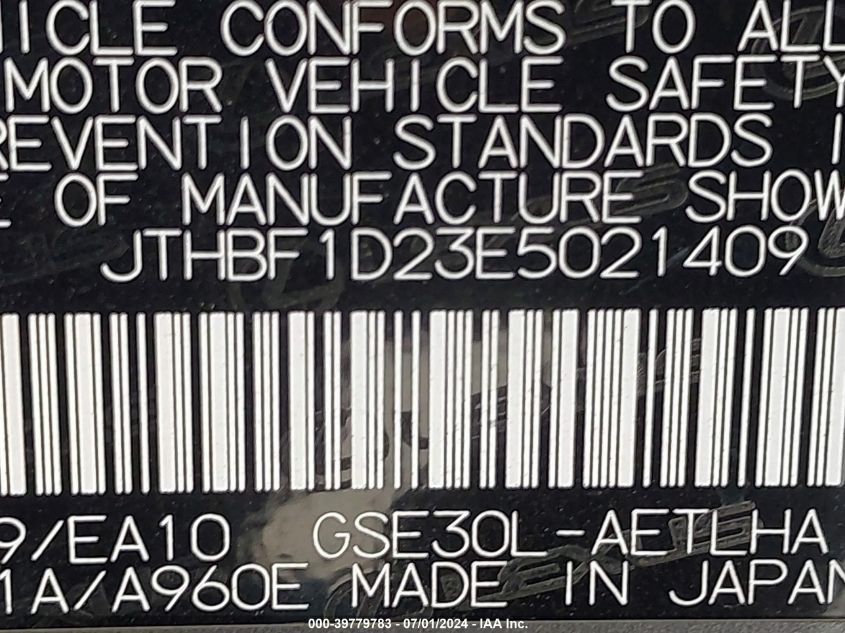 ICLE CONFORMS TO ALL
MOTOR VEHICLE SAFETY
REVENTION STANDARDS I
E OF MANUFACTURE SHOW
JTHBF1D23E5021409
9/EA10 GSE30L-AETLHA
1A/A960E MADE IN JAPAN
000-39779783 - 07/01/2024 - IAA Inc.